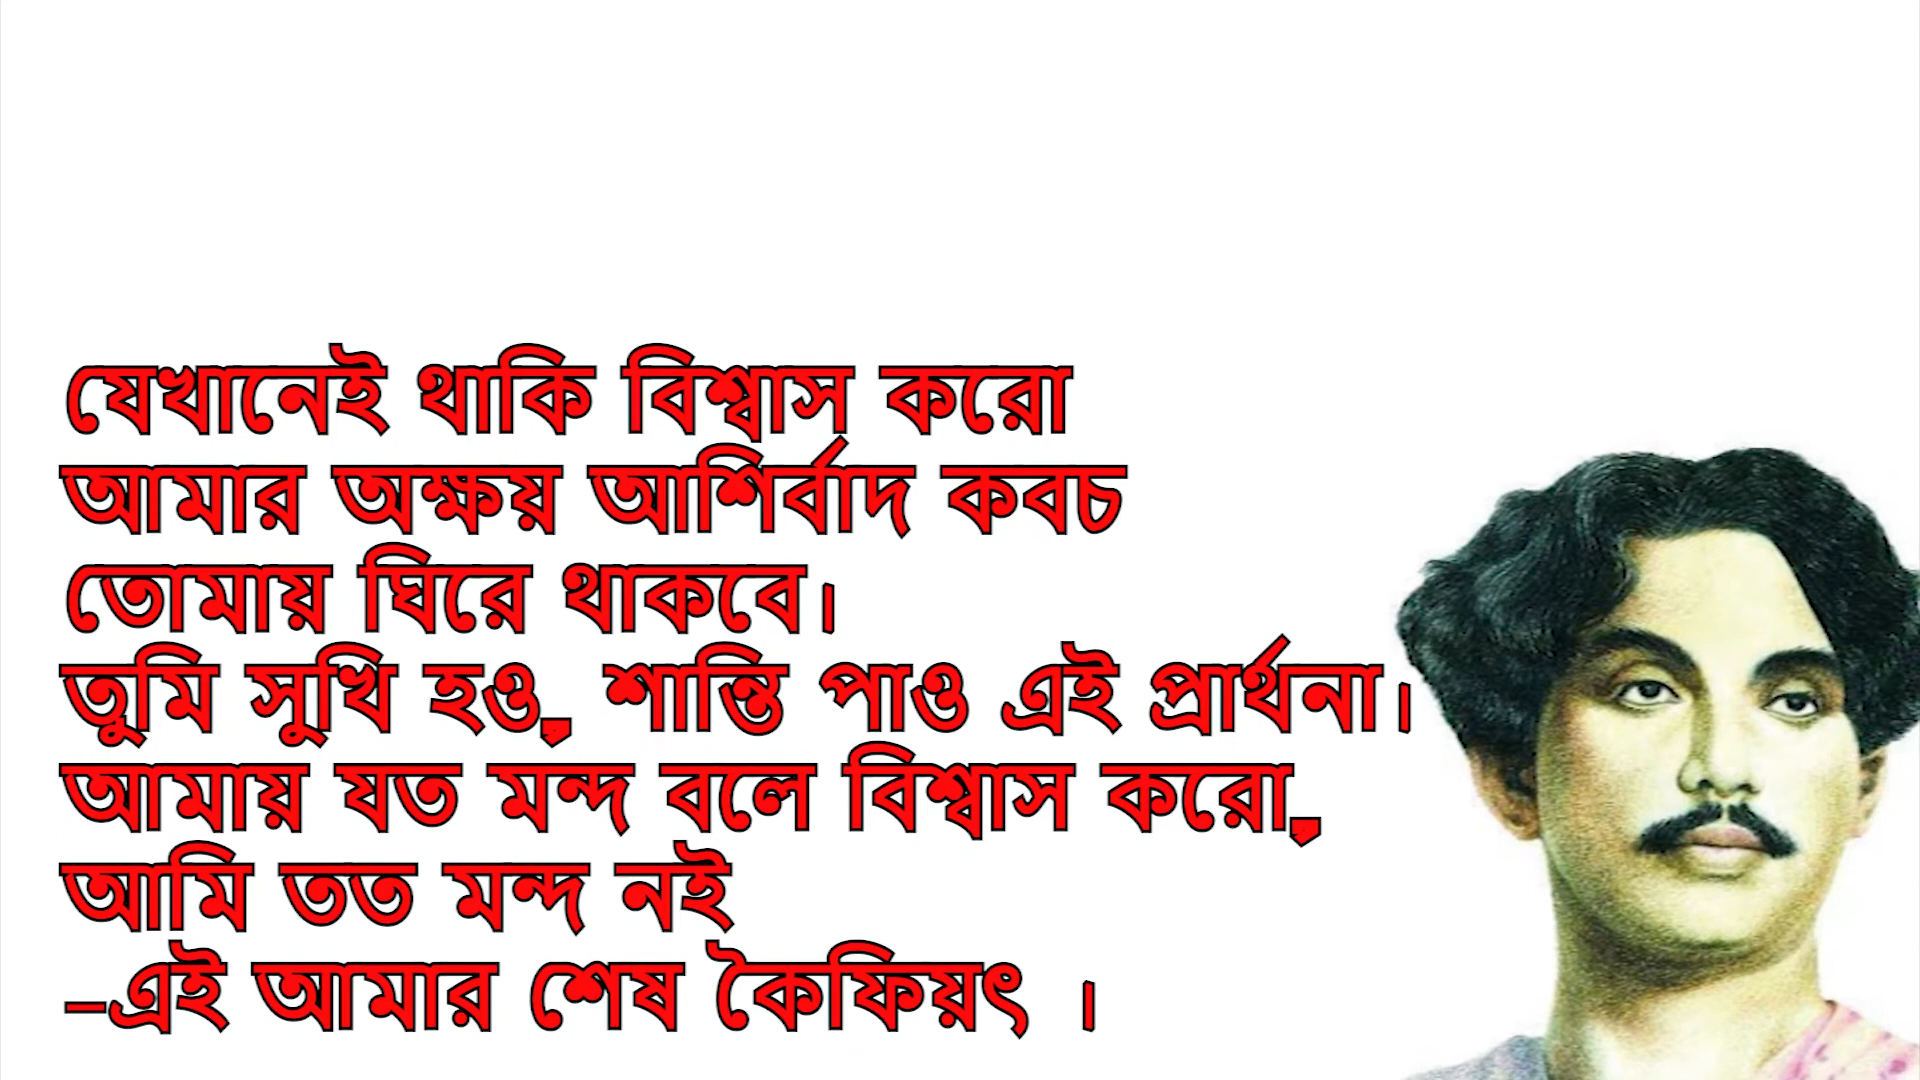 যেখানেই থাকি বিশ্বাস করো
আমার অক্ষয় আশির্বাদ কবচ
তোমায় ঘিরে থাকবে।
তুমি সুখি হও, শান্তি পাও এই প্রার্থনা।
আমায় যত মন্দ বলে বিশ্বাস করো,
আমি তত মন্দ নই
–এই আমার শেষ কৈফিয়ৎ ।